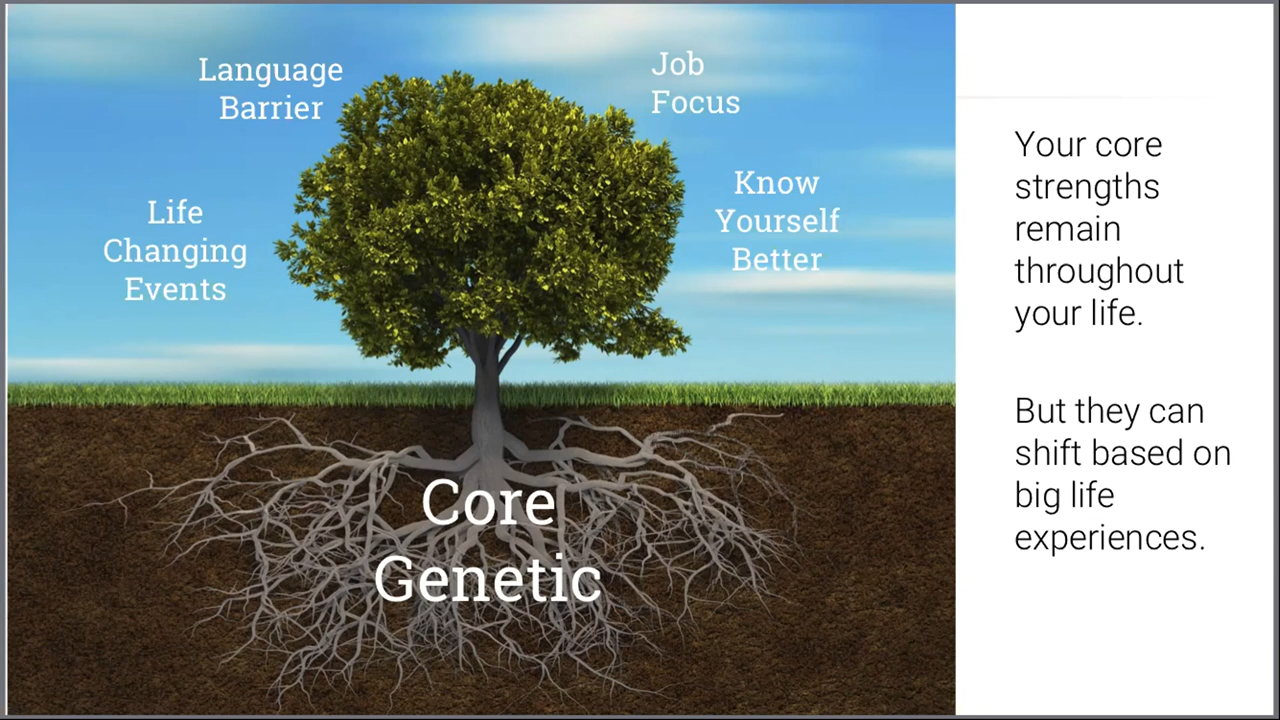 Language
Barrier
Job
Focus
Life
Changing
Events
Know
Yourself
Better
Core
Genetic
Your core
strengths
remain
throughout
your life.
But they can
shift based on
big life
experiences.